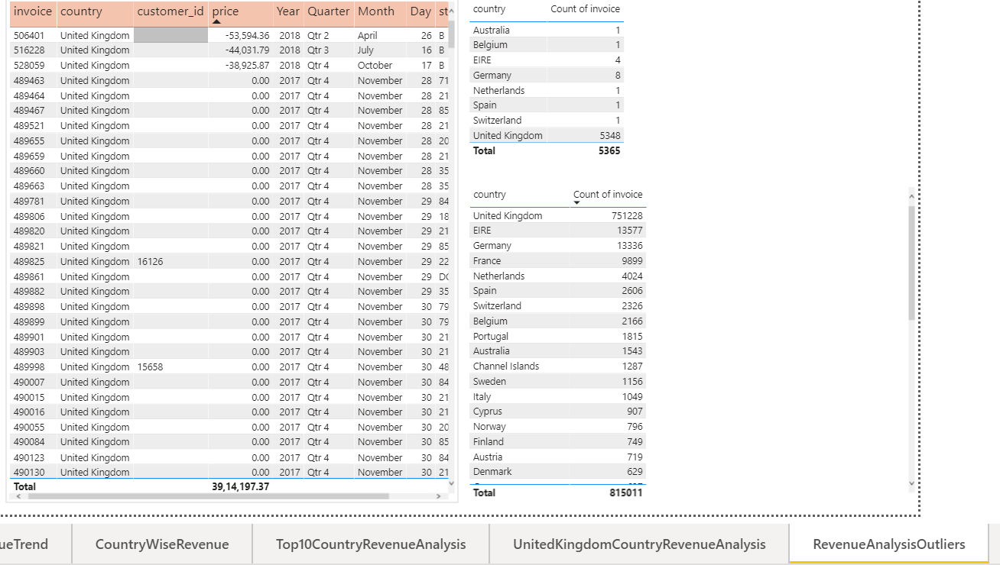 invoice country customer_id price Year Quarter Month Day st
506401 United Kingdom -53,594.36 2018 Qtr 2 April 26 B
516228 United Kingdom -44,031.79 2018 Qtr 3 July 16 B
528059 United Kingdom -38,925.87 2018 Qtr 4 October 17 B
489463 United Kingdom 0.00 2017 Qtr 4 November 28 71
489464 United Kingdom 0.00 2017 Qtr 4 November 28 21
489467 United Kingdom 0.00 2017 Qtr 4 November 28 85
489521 United Kingdom 0.00 2017 Qtr 4 November 28 21
489655 United Kingdom 0.00 2017 Qtr 4 November 28 20
489659 United Kingdom 0.00 2017 Qtr 4 November 28 21
489660 United Kingdom 0.00 2017 Qtr 4 November 28 35
489663 United Kingdom 0.00 2017 Qtr 4 November 28 35
489781 United Kingdom 0.00 2017 Qtr 4 November 29 84
489806 United Kingdom 0.00 2017 Qtr 4 November 29 18
489820 United Kingdom 0.00 2017 Qtr 4 November 29 21
489821 United Kingdom 0.00 2017 Qtr 4 November 29 85
489825 United Kingdom 16126 0.00 2017 Qtr 4 November 29 22
489861 United Kingdom 0.00 2017 Qtr 4 November 29 DC
489882 United Kingdom 0.00 2017 Qtr 4 November 29 35
489898 United Kingdom 0.00 2017 Qtr 4 November 30 79
489899 United Kingdom 0.00 2017 Qtr 4 November 30 79
489901 United Kingdom 0.00 2017 Qtr 4 November 30 21
489903 United Kingdom 0.00 2017 Qtr 4 November 30 21
489998 United Kingdom 15658 0.00 2017 Qtr 4 November 30 48
490007 United Kingdom 0.00 2017 Qtr 4 November 30 84
490015 United Kingdom 0.00 2017 Qtr 4 November 30 21
490016 United Kingdom 0.00 2017 Qtr 4 November 30 21
490055 United Kingdom 0.00 2017 Qtr 4 November 30 20
490084 United Kingdom 0.00 2017 Qtr 4 November 30 85
490123 United Kingdom 0.00 2017 Qtr 4 November 30 84
490130 United Kingdom 0.00 2017 Qtr 4 November 30 21
Total 39,14,197.37
country Count of invoice
Australia 1
Belgium 1
EIRE 4
Germany 8
Netherlands 1
Spain 1
Switzerland 1
United Kingdom 5348
Total 5365
country Count of invoice
United Kingdom 751228
EIRE 13577
Germany 13336
France 9899
Netherlands 4024
Spain 2606
Switzerland 2326
Belgium 2166
Portugal 1815
Australia 1543
Channel Islands 1287
Sweden 1156
Italy 1049
Cyprus 907
Norway 796
Finland 749
Austria 719
Denmark 629
Total 815011
ueTrend CountryWiseRevenue Top10CountryRevenueAnalysis UnitedKingdomCountryRevenueAnalysis RevenueAnalysisOutliers